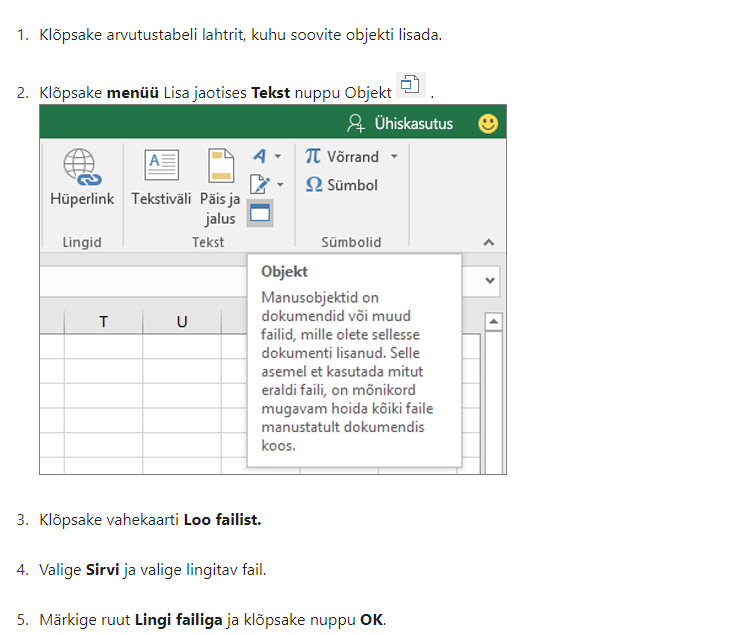 1. Klõpsake arvutustabeli lahtrit, kuhu soovite objekti lisada.
2. Klõpsake menüü Lisa jaotises Tekst nuppu Objekt .
Ühiskasutus
Hüperlink
Lingid
Tekstiväli
Päis ja
jalus
A
A
Tekst
π Võrrand
Ω Sümbol
Sümbolid
T U
Objekt
Manusobjektid on
dokumendid või muud
failid, mille olete sellesse
dokumenti lisanud. Selle
asemel et kasutada mitut
eraldi faili, on mõnikord
mugavam hoida kõiki faile
manustatult dokumendis
koos.
3. Klõpsake vahekaarti Loo failist.
4. Valige Sirvi ja valige lingitav fail.
5. Märkige ruut Lingi failiga ja klõpsake nuppu OK.